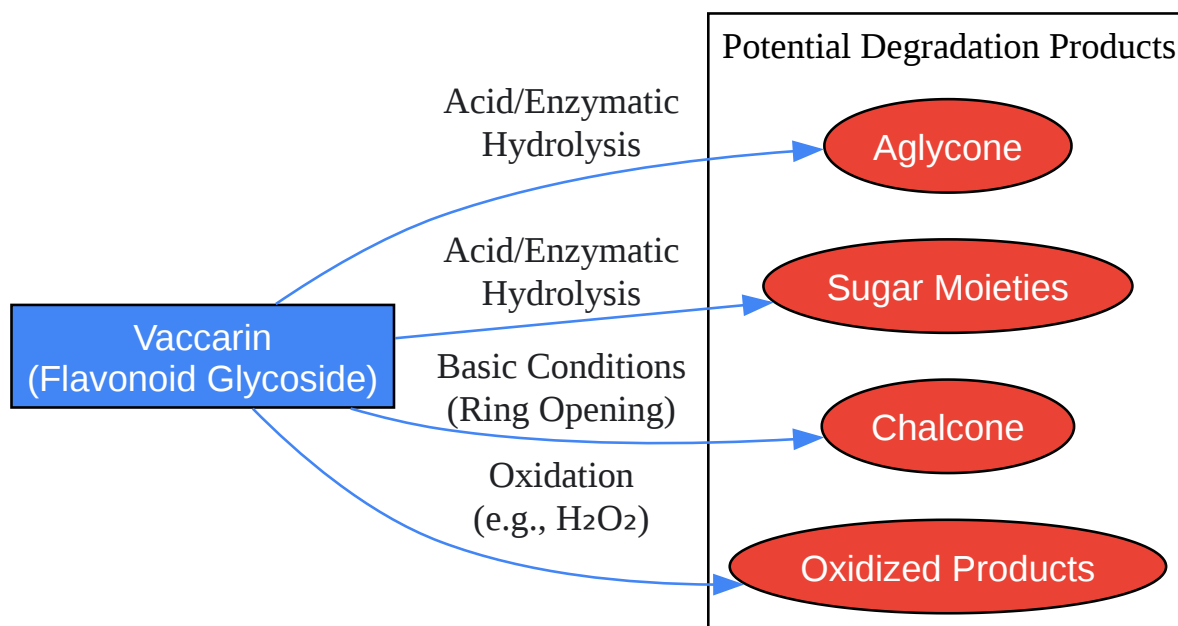 Potential Degradation Products
Acid/Enzymatic
Hydrolysis
Aglycone
Acid/Enzymatic
Hydrolysis
Sugar Moieties
Vaccarin
(Flavonoid Glycoside)
Basic Conditions
(Ring Opening)
Chalcone
Oxidation
(e.g., H₂O₂)
Oxidized Products